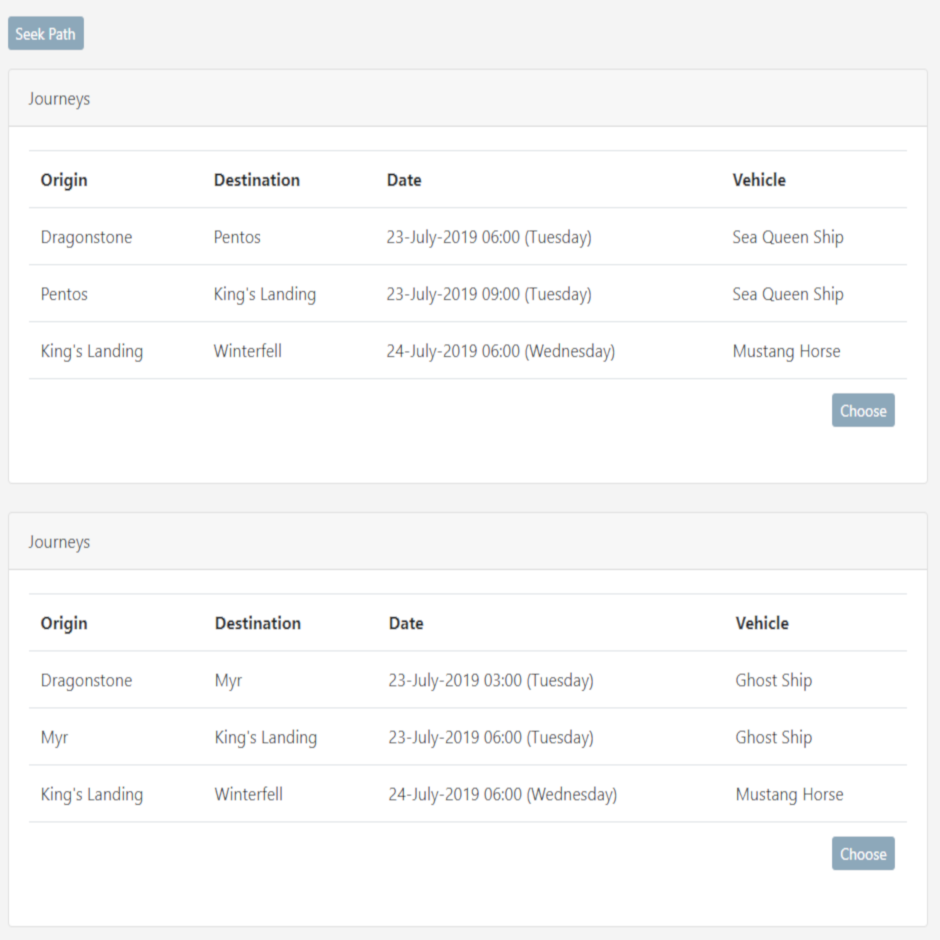 Seek Path
Journeys
Origin Destination Date Vehicle
Dragonstone Pentos 23-July-2019 06:00 (Tuesday) Sea Queen Ship
Pentos King's Landing 23-July-2019 09:00 (Tuesday) Sea Queen Ship
King's Landing Winterfell 24-July-2019 06:00 (Wednesday) Mustang Horse
Choose
Journeys
Origin Destination Date Vehicle
Dragonstone Myr 23-July-2019 03:00 (Tuesday) Ghost Ship
Myr King's Landing 23-July-2019 06:00 (Tuesday) Ghost Ship
King's Landing Winterfell 24-July-2019 06:00 (Wednesday) Mustang Horse
Choose